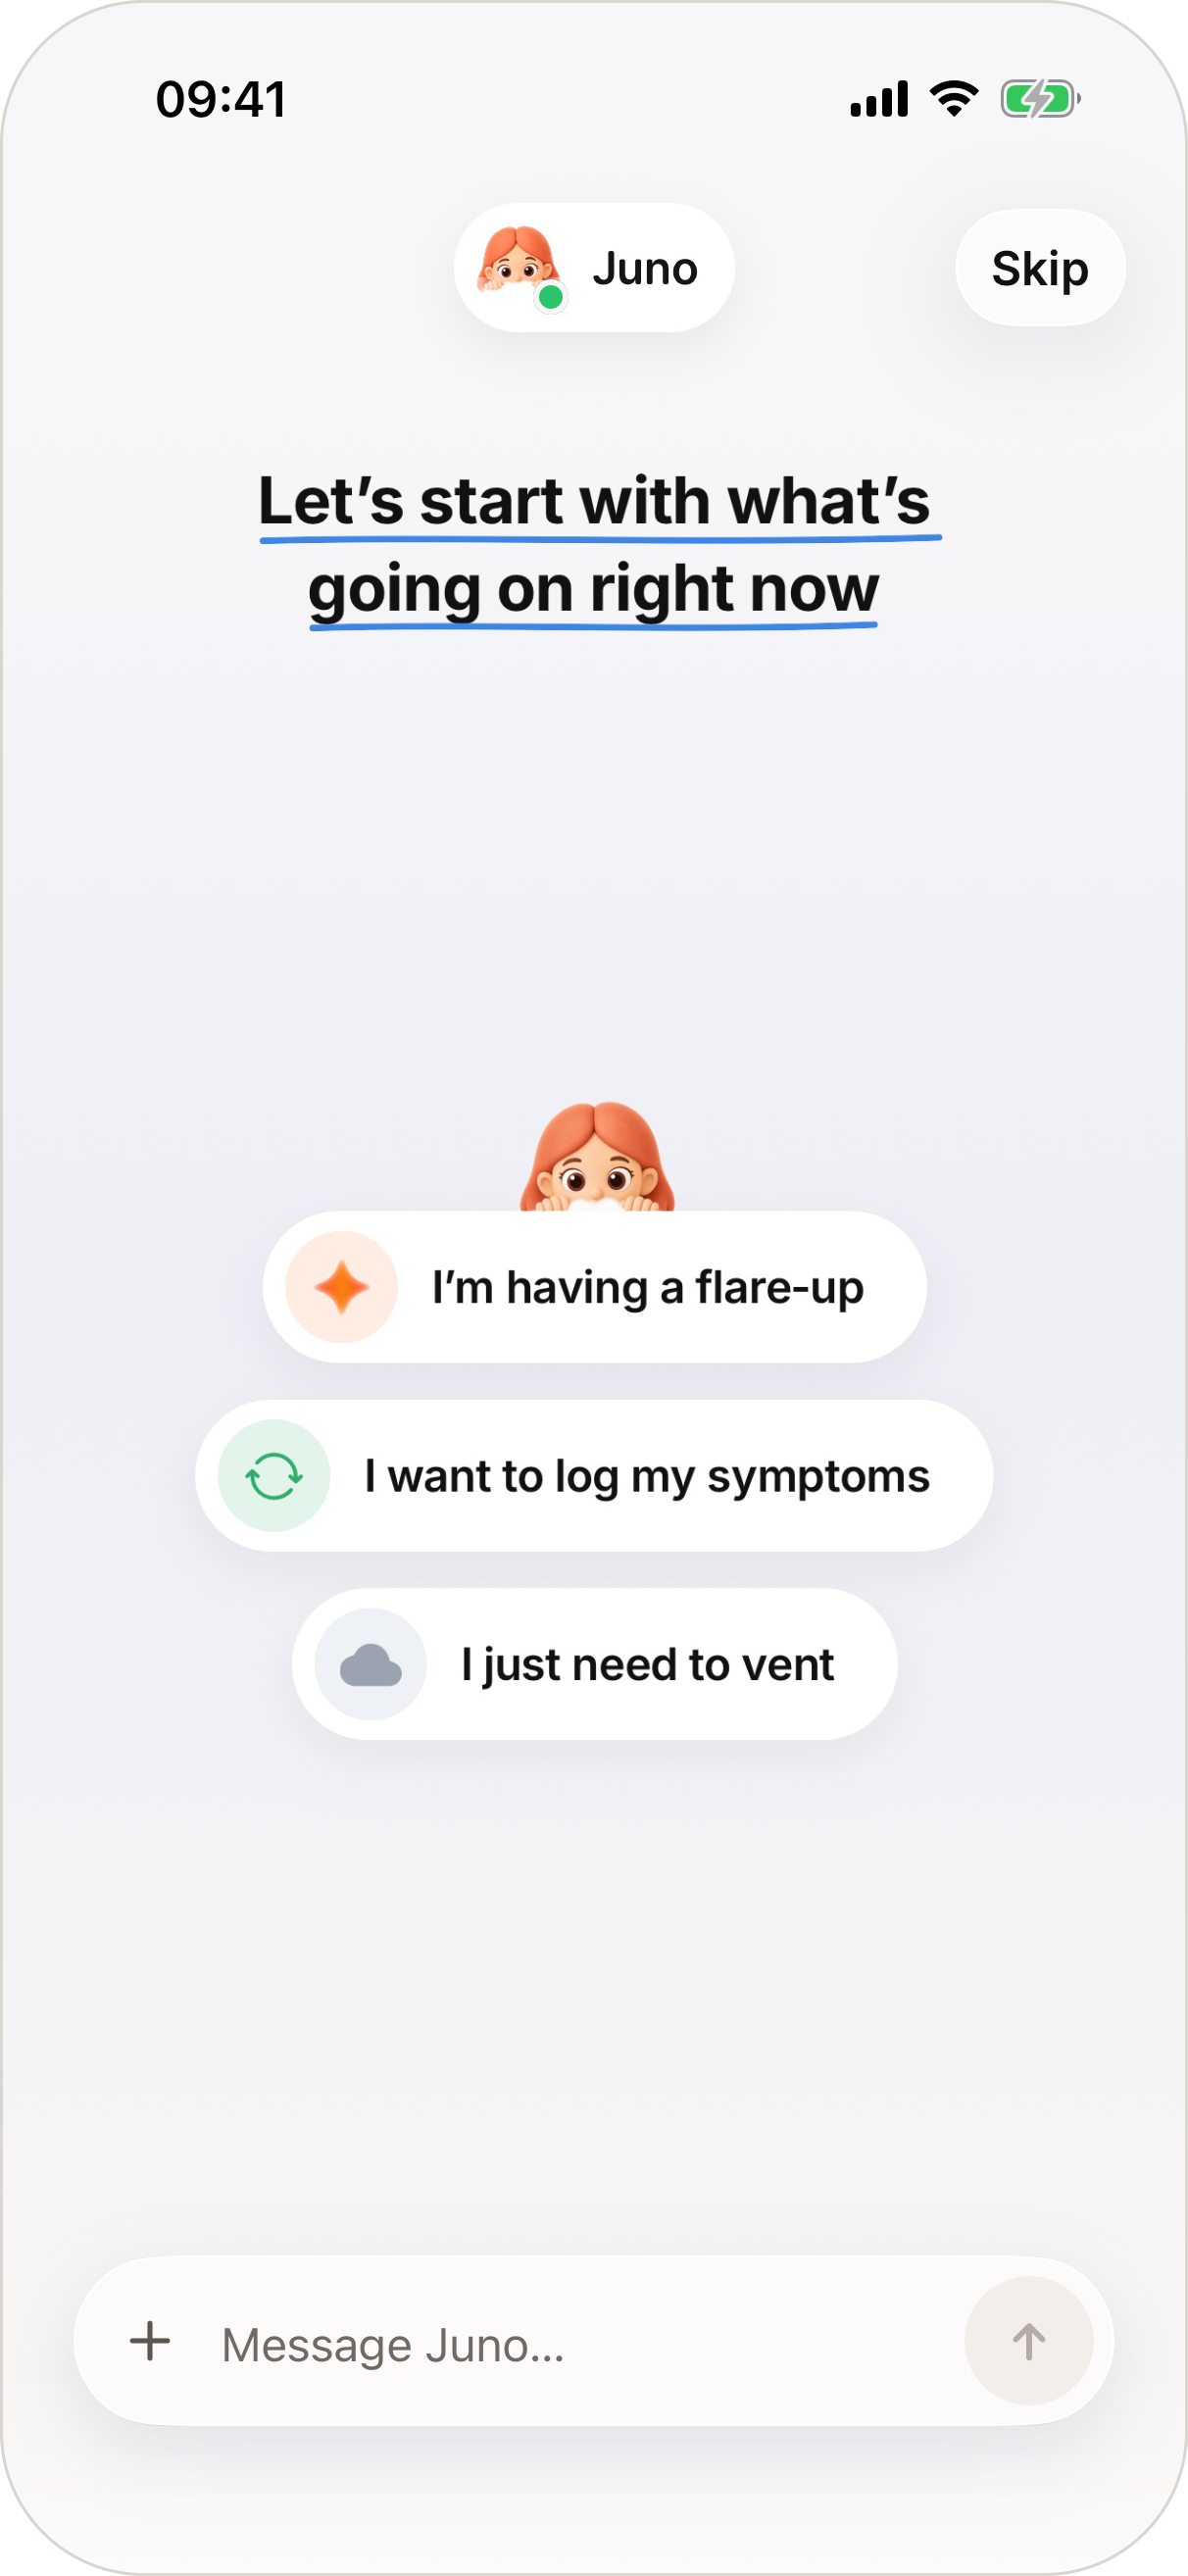 09:41
Juno
Skip
Let’s start with what’s
going on right now
I’m having a flare-up
I want to log my symptoms
I just need to vent
Message Juno...